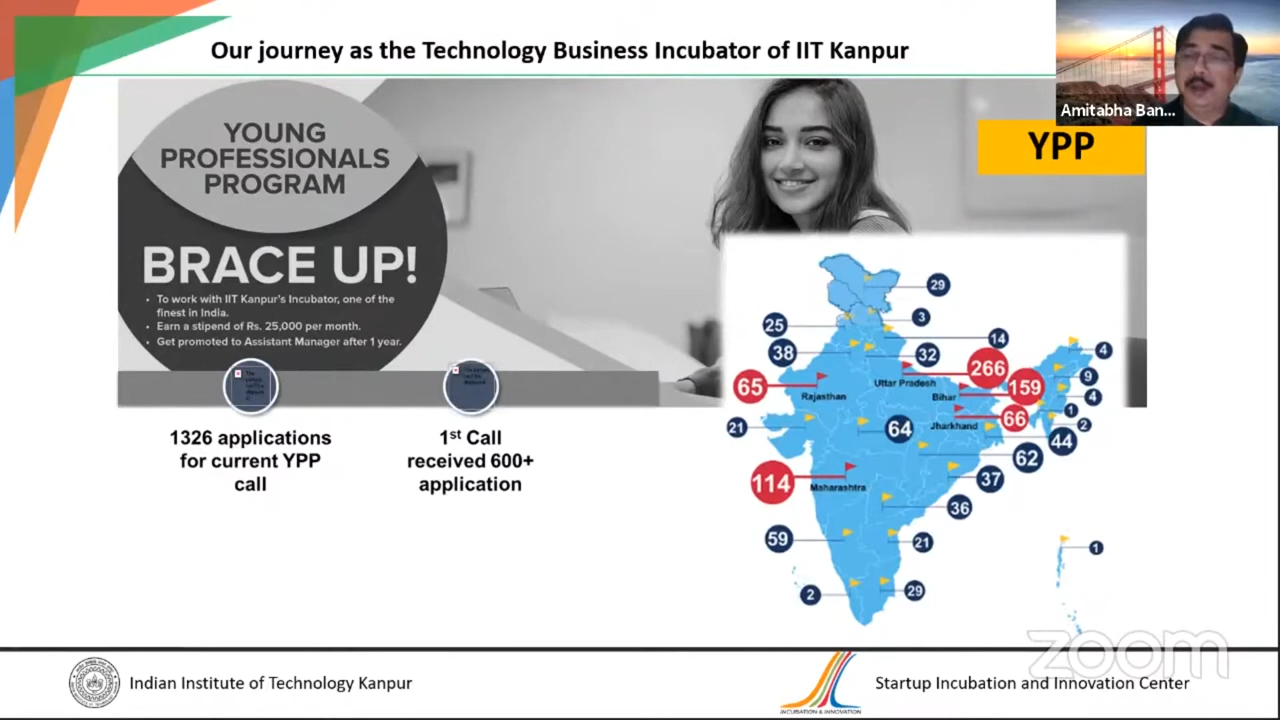 Our journey as the Technology Business Incubator of IIT Kanpur
Amitabha Ban...
YPP
YOUNG
PROFESSIONALS
PROGRAM
BRACE UP!
• To work with IIT Kanpur's Incubator, one of the
finest in India.
• Earn a stipend of Rs. 25,000 per month.
• Get promoted to Assistant Manager after 1 year.
1326 applications
for current YPP
call
1st Call
received 600+
application
29
3
25
14
38
32
4
266
Uttar Pradesh
9
65
159
Rajasthan
Bihar
4
1
66
Jharkhand
2
21
64
44
62
114
Maharashtra
37
36
59
21
1
2
29
zoom
Indian Institute of Technology Kanpur
INCUBATION & INNOVATION
Startup Incubation and Innovation Center